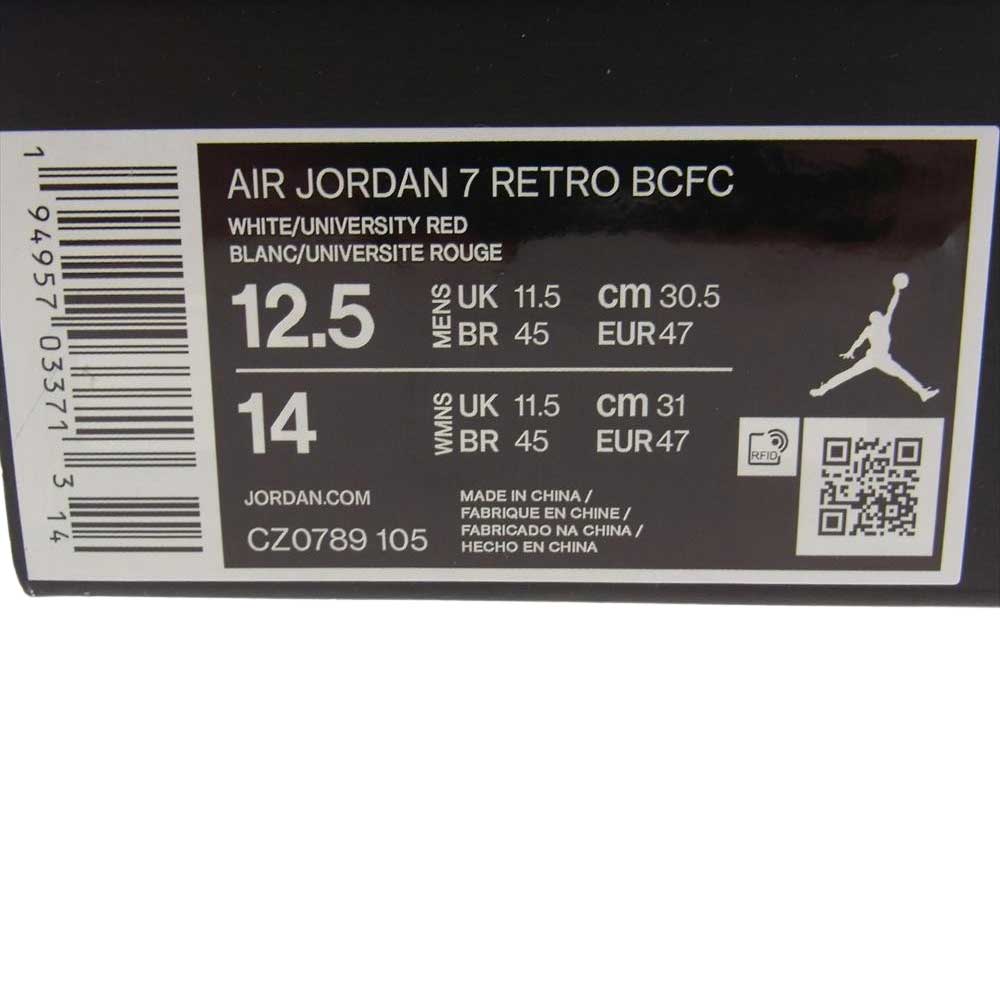 AIR JORDAN 7 RETRO BCFC
WHITE/UNIVERSITY RED
BLANC/UNIVERSITE ROUGE
12.5 MENS UK 11.5 cm 30.5
BR 45 EUR 47
14 WMNS UK 11.5 cm 31
BR 45 EUR 47
JORDAN.COM
CZ0789 105
MADE IN CHINA /
FABRIQUE EN CHINE /
FABRICADO NA CHINA /
HECHO EN CHINA
RFID
1 94957 03371 3 14